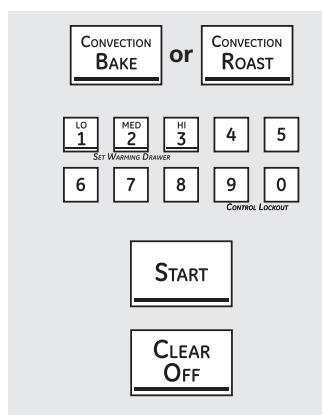 CONVECTION BAKE or CONVECTION ROAST
LO 1 MED 2 HI 3 4 5
SET WARMING DRAWER
6 7 8 9 0
CONTROL LOCKOUT
START
CLEAR
OFF